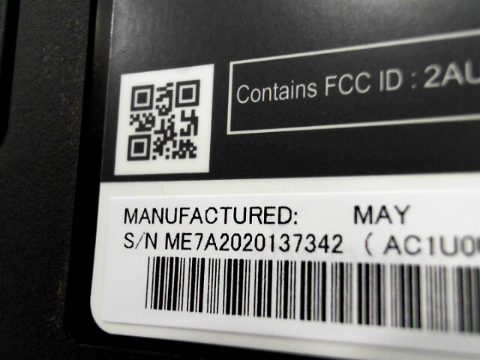 Contains FCC ID : 2AU
MANUFACTURED: MAY
S/N ME7A2020137342 ( AC1U0